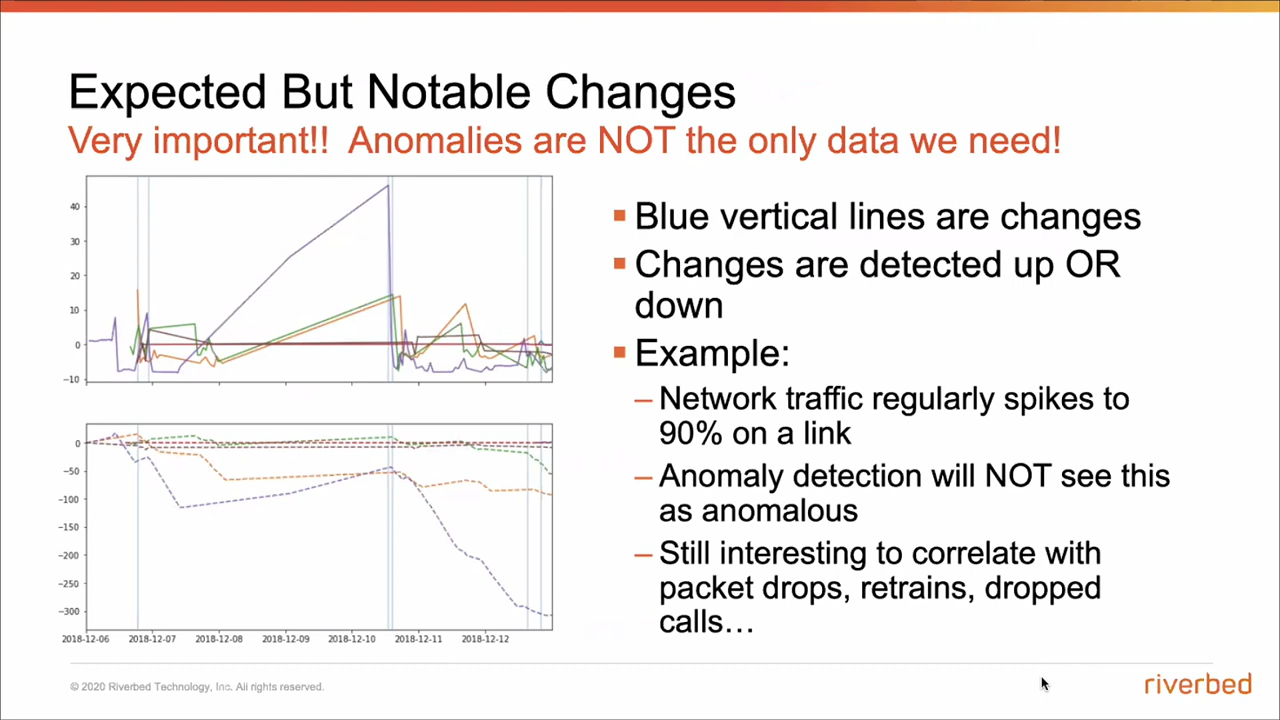 Expected But Notable Changes
Very important!! Anomalies are NOT the only data we need!
40
30
20
10
0
−10
0
−50
−100
−150
−200
−250
−300
2018-12-06 2018-12-07 2018-12-08 2018-12-09 2018-12-10 2018-12-11 2018-12-12
Blue vertical lines are changes
Changes are detected up OR
down
Example:
– Network traffic regularly spikes to
90% on a link
– Anomaly detection will NOT see this
as anomalous
– Still interesting to correlate with
packet drops, retrains, dropped
calls…
© 2020 Riverbed Technology, Inc. All rights reserved.
riverbed